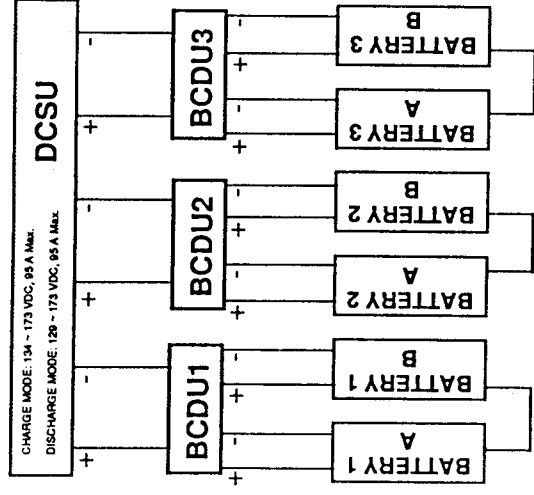 CHARGE MODE: 134 ~ 173 VDC, 95 A Max.
DISCHARGE MODE: 129 ~ 173 VDC, 95 A Max.
DCSU
+ - + - + -
BCDU1 BCDU2 BCDU3
+ - + - + - + - + - + -
BATTERY 1
A
BATTERY 1
B
BATTERY 2
A
BATTERY 2
B
BATTERY 3
A
BATTERY 3
B